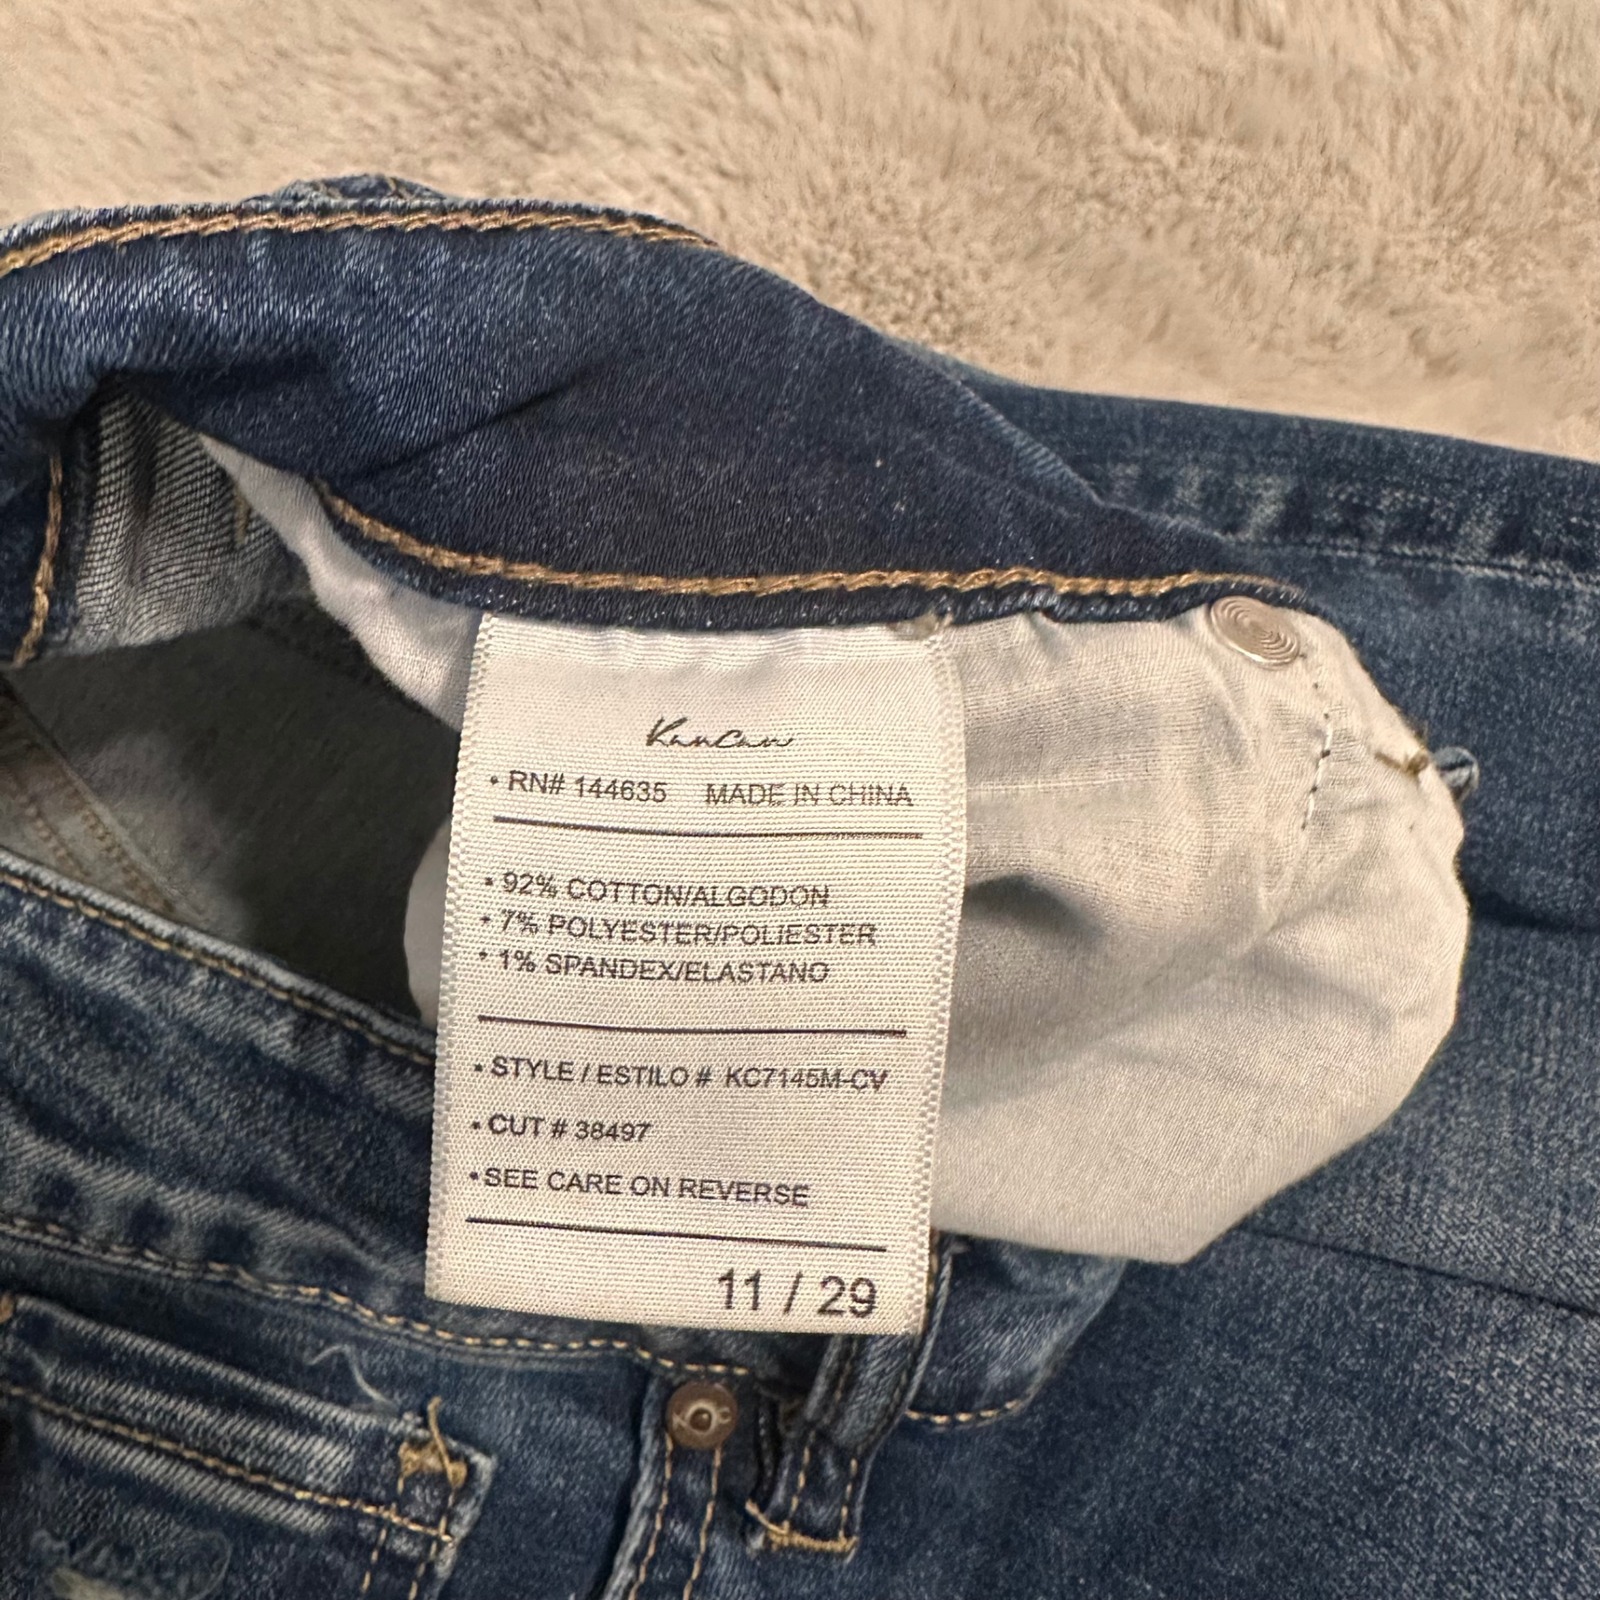 KanCan
• RN# 144635 MADE IN CHINA
• 92% COTTON/ALGODON
• 7% POLYESTER/POLIESTER
• 1% SPANDEX/ELASTANO
• STYLE / ESTILO # KC7145M-CV
• CUT # 38497
• SEE CARE ON REVERSE
11 / 29